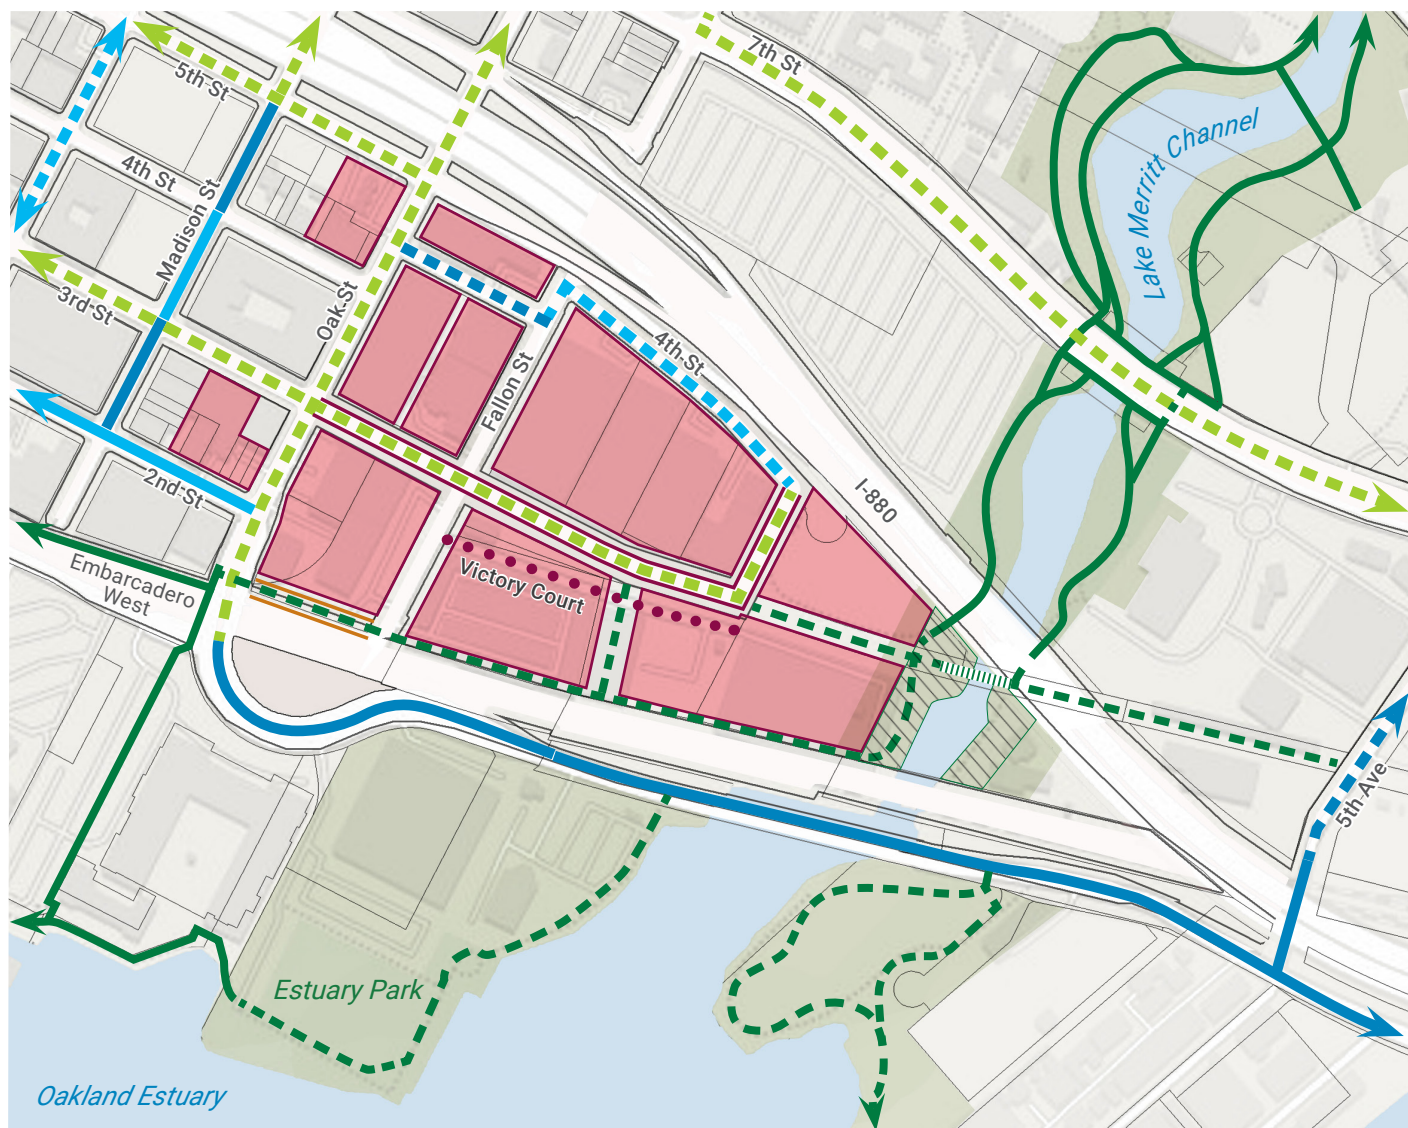 7th St
5th St
Lake Merritt Channel
4th St
Madison St
3rd St
Oak St
4th St
Fallon St
2nd St
I-880
Embarcadero
West
Victory Court
5th Ave
Estuary Park
Oakland Estuary